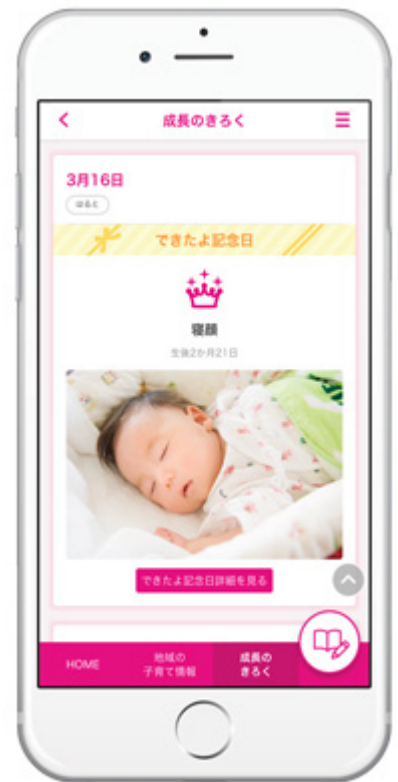 成長のきろく
3月16日
はると
できたよ記念日
寝顔
生後2か月21日
できたよ記念日詳細を見る
HOME
地域の
子育て情報
成長の
きろく